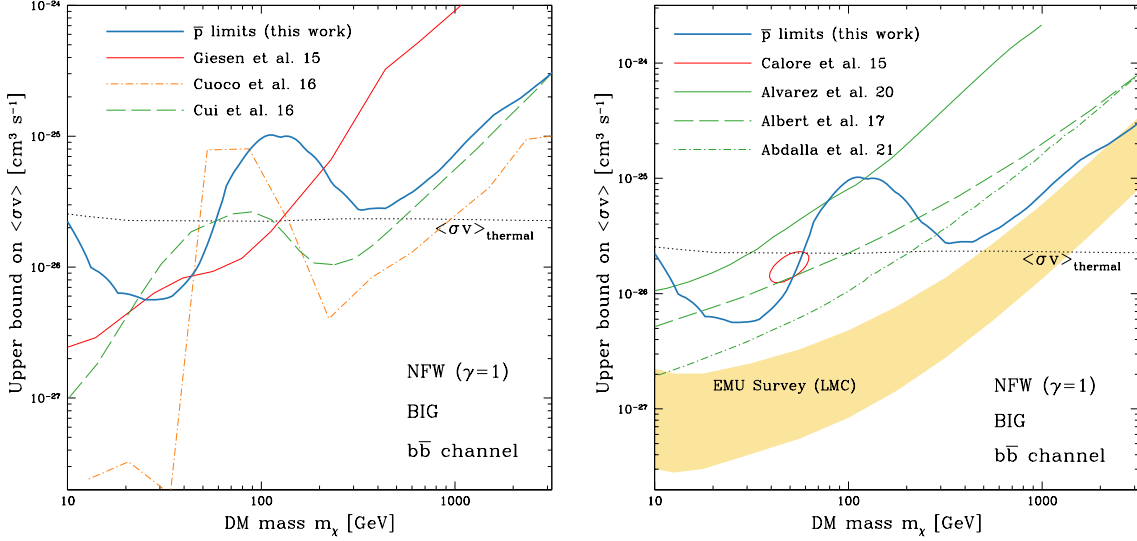 10⁻²⁴
10⁻²⁵
10⁻²⁶
10⁻²⁷
Upper bound on <σv> [cm³ s⁻¹]
p̅ limits (this work)
Giesen et al. 15
Cuoco et al. 16
Cui et al. 16
<σv>thermal
NFW (γ=1)
BIG
bb̅ channel
10
100
1000
DM mass mχ [GeV]
10⁻²⁴
10⁻²⁵
10⁻²⁶
10⁻²⁷
Upper bound on <σv> [cm³ s⁻¹]
p̅ limits (this work)
Calore et al. 15
Alvarez et al. 20
Albert et al. 17
Abdalla et al. 21
<σv>thermal
EMU Survey (LMC)
NFW (γ=1)
BIG
bb̅ channel
10
100
1000
DM mass mχ [GeV]